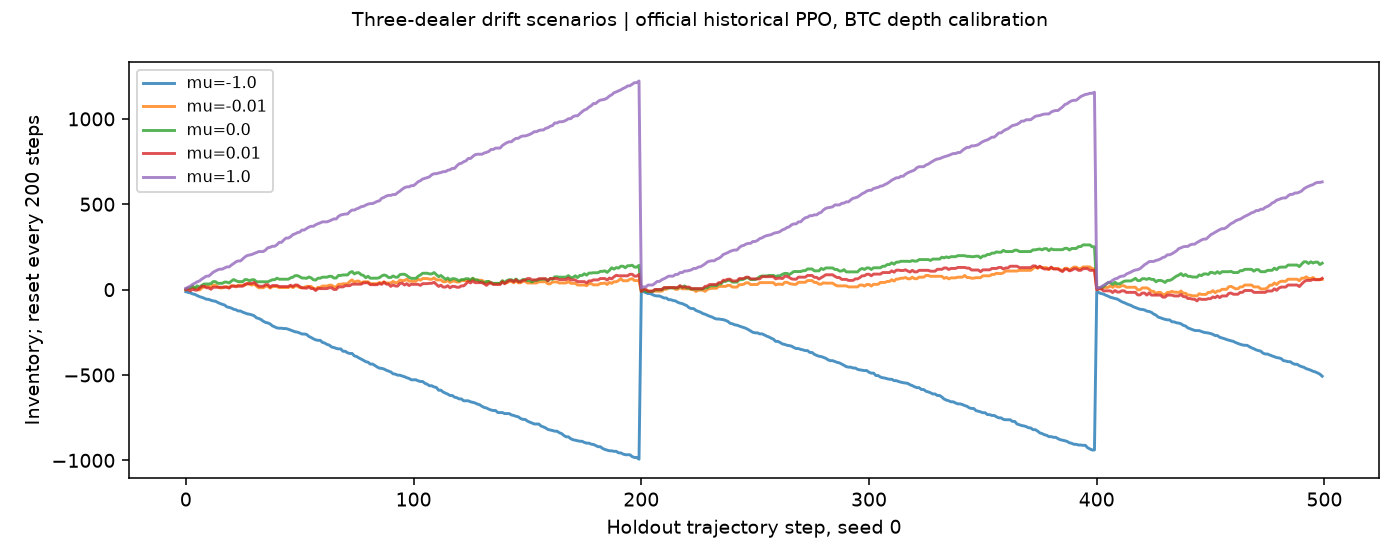 Three-dealer drift scenarios | official historical PPO, BTC depth calibration
mu=-1.0
mu=-0.01
mu=0.0
mu=0.01
mu=1.0
Inventory; reset every 200 steps
1000
500
0
−500
−1000
0 100 200 300 400 500
Holdout trajectory step, seed 0